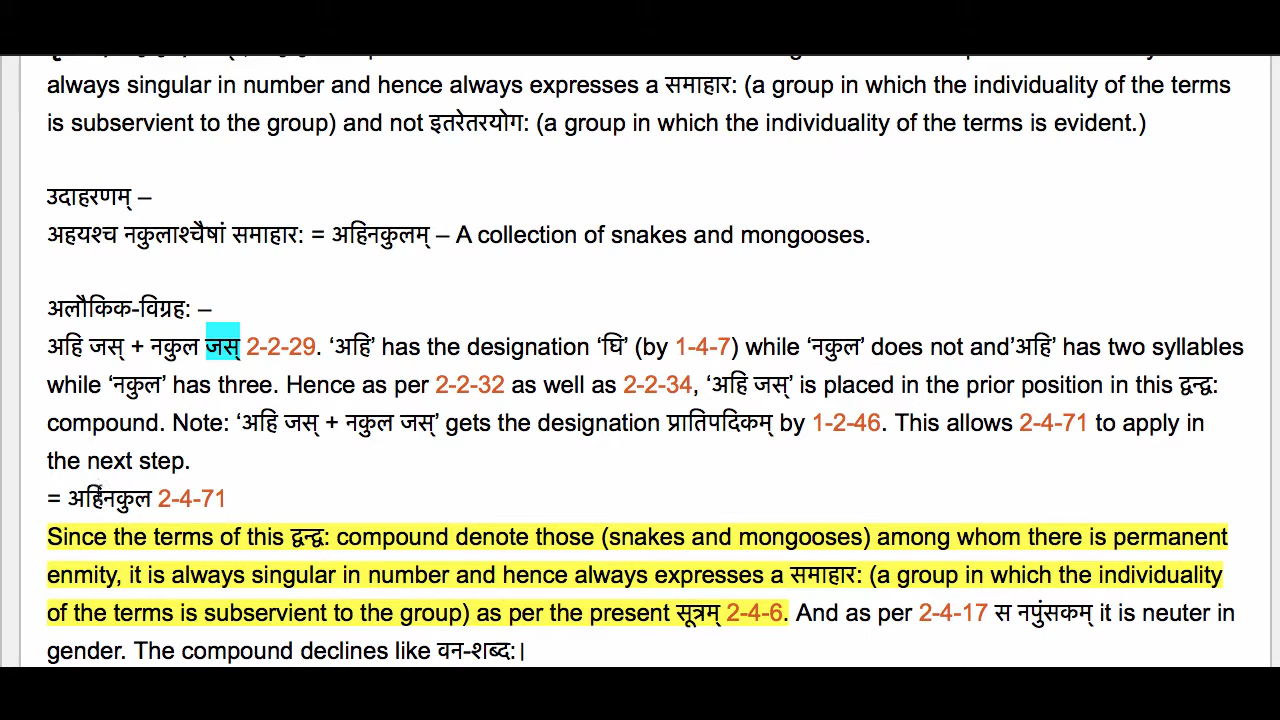 always singular in number and hence always expresses a समाहार: (a group in which the individuality of the terms
is subservient to the group) and not इतरेतरयोग: (a group in which the individuality of the terms is evident.)
उदाहरणम् –
अहयश्च नकुलाश्चैषां समाहार: = अहिनकुलम् – A collection of snakes and mongooses.
अलौकिक-विग्रह: –
अहि जस् + नकुल जस् 2-2-29. ‘अहि’ has the designation ‘घि’ (by 1-4-7) while ‘नकुल’ does not and’अहि’ has two syllables
while ‘नकुल’ has three. Hence as per 2-2-32 as well as 2-2-34, ‘अहि जस्’ is placed in the prior position in this द्वन्द्व:
compound. Note: ‘अहि जस् + नकुल जस्’ gets the designation प्रातिपदिकम् by 1-2-46. This allows 2-4-71 to apply in
the next step.
= अहिनकुल 2-4-71
Since the terms of this द्वन्द्व: compound denote those (snakes and mongooses) among whom there is permanent
enmity, it is always singular in number and hence always expresses a समाहार: (a group in which the individuality
of the terms is subservient to the group) as per the present सूत्रम् 2-4-6. And as per 2-4-17 स नपुंसकम् it is neuter in
gender. The compound declines like वन-शब्द:।